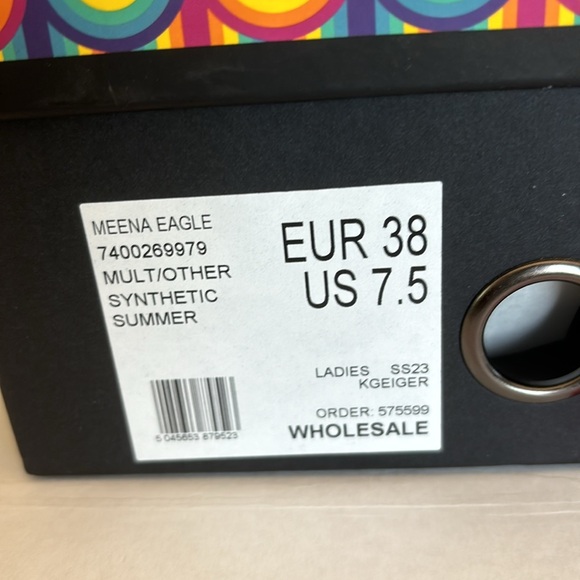 MEENA EAGLE
7400269979
MULT/OTHER
SYNTHETIC
SUMMER
EUR 38
US 7.5
LADIES SS23
KGEIGER
ORDER: 575599
WHOLESALE
5 045653 879523